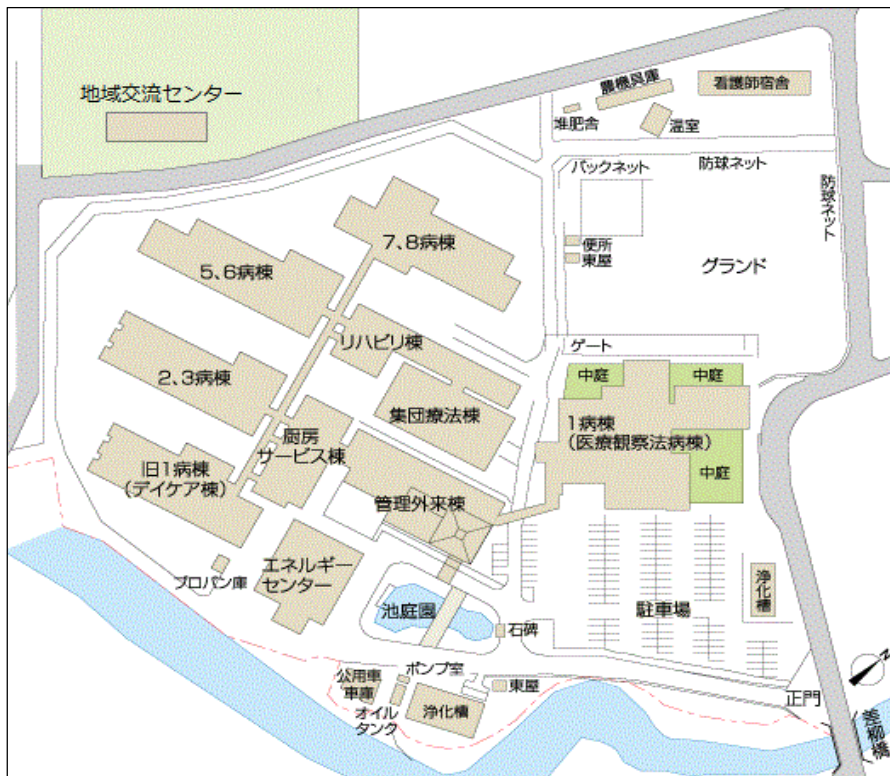 地域交流センター
農機具庫
看護師宿舎
堆肥舎
温室
バックネット
防球ネット
防球ネット
便所
東屋
グランド
7、8病棟
5、6病棟
リハビリ棟
ゲート
中庭
中庭
2、3病棟
集団療法棟
1病棟
（医療観察法病棟）
厨房
サービス棟
中庭
旧1病棟
（デイケア棟）
管理外来棟
エネルギー
センター
プロパン庫
浄化槽
池庭園
駐車場
石碑
ポンプ室
公用車
車庫
東屋
オイル
タンク
浄化槽
正門
N